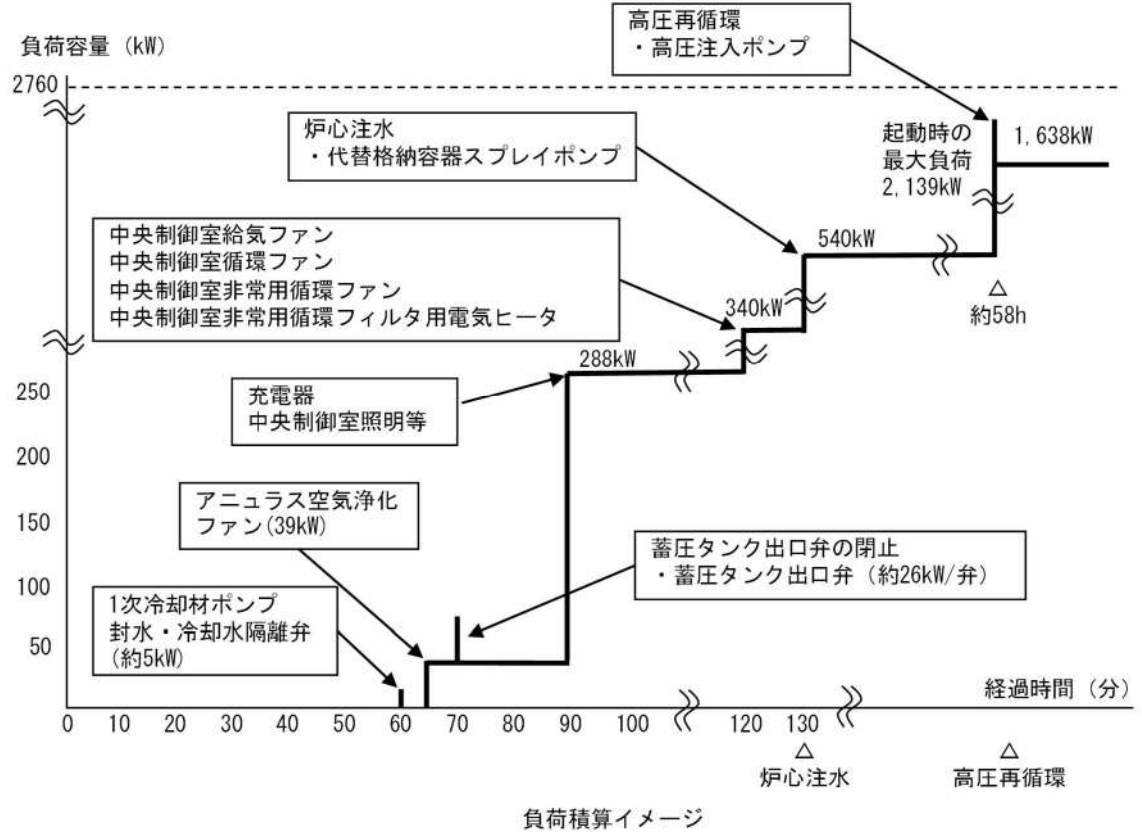 負荷容量（kW）
2760
高圧再循環
・高圧注入ポンプ
炉心注水
・代替格納容器スプレイポンプ
起動時の
最大負荷
2,139kW
1,638kW
中央制御室給気ファン
中央制御室循環ファン
中央制御室非常用循環ファン
中央制御室非常用循環フィルタ用電気ヒータ
540kW
340kW
△
約58h
288kW
充電器
中央制御室照明等
250
200
150
100
50
アニュラス空気浄化
ファン(39kW)
蓄圧タンク出口弁の閉止
・蓄圧タンク出口弁（約26kW/弁）
1次冷却材ポンプ
封水・冷却水隔離弁
(約5kW)
経過時間（分）
0 10 20 30 40 50 60 70 80 90 100 120 130
△
炉心注水
△
高圧再循環
負荷積算イメージ